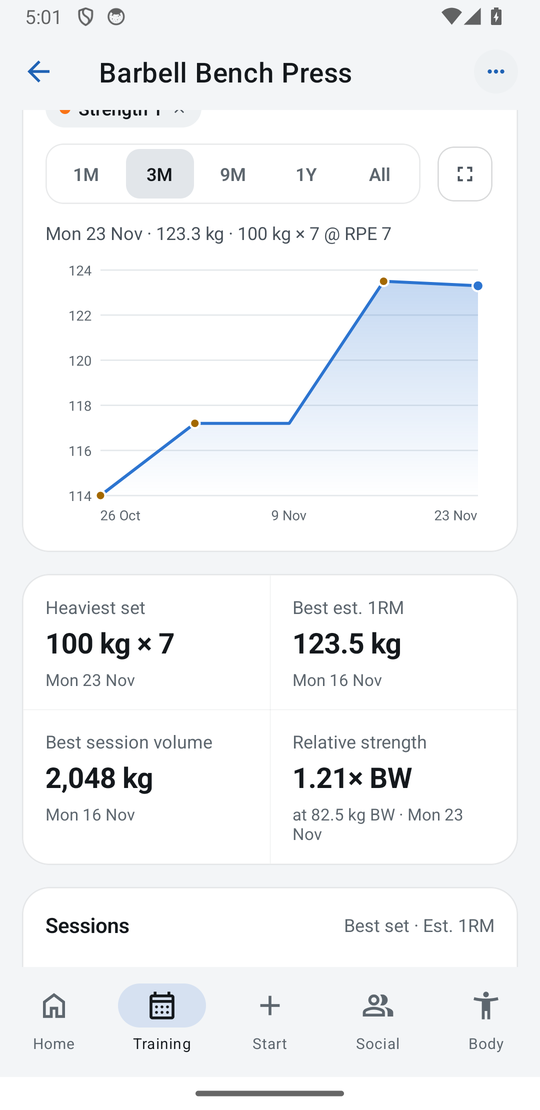 5:01
Barbell Bench Press
Strength 1 ×
1M 3M 9M 1Y All
Mon 23 Nov · 123.3 kg · 100 kg × 7 @ RPE 7
124
122
120
118
116
114
26 Oct 9 Nov 23 Nov
Heaviest set
100 kg × 7
Mon 23 Nov
Best est. 1RM
123.5 kg
Mon 16 Nov
Best session volume
2,048 kg
Mon 16 Nov
Relative strength
1.21× BW
at 82.5 kg BW · Mon 23
Nov
Sessions
Best set · Est. 1RM
Home Training Start Social Body